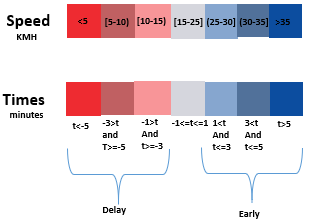 Speed <5 [5-10) [10-15) [15-25] (25-30] (30-35] >35
KMH
Times
minutes
t<-5 -3>t -1>t -1<=t<=1 1<t 3<t t>5
and And And And
T>=-5 t>=-3 t<=3 t<=5
Delay Early